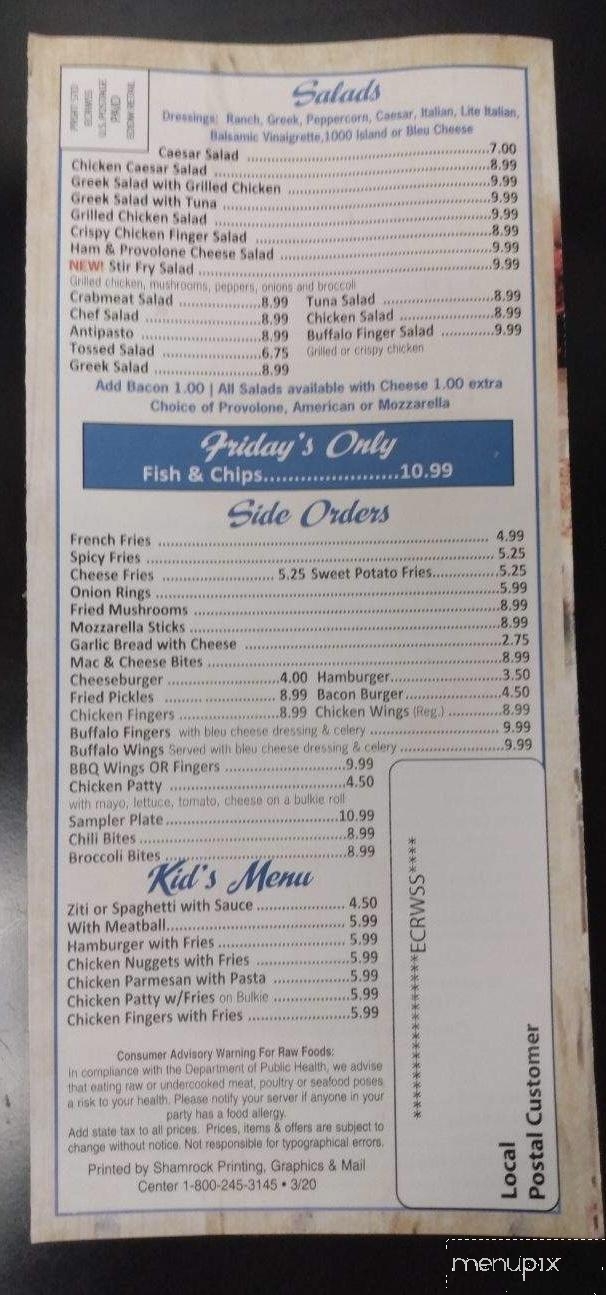 PRSRT STD
ECRWSS
U.S. POSTAGE
PAID
EDDM RETAIL
Salads
Dressings: Ranch, Greek, Peppercorn, Caesar, Italian, Lite Italian,
Balsamic Vinaigrette,1000 Island or Bleu Cheese
Caesar Salad ....7.00
Chicken Caesar Salad ....8.99
Greek Salad with Grilled Chicken ....9.99
Greek Salad with Tuna ....9.99
Grilled Chicken Salad ....9.99
Crispy Chicken Finger Salad ....8.99
Ham & Provolone Cheese Salad ....9.99
NEW! Stir Fry Salad ....9.99
Grilled chicken, mushrooms, peppers, onions and broccoli
Crabmeat Salad ....8.99 Tuna Salad ....8.99
Chef Salad ....8.99 Chicken Salad ....8.99
Antipasto ....8.99 Buffalo Finger Salad ....9.99
Tossed Salad ....6.75 Grilled or crispy chicken
Greek Salad ....8.99
Add Bacon 1.00 | All Salads available with Cheese 1.00 extra
Choice of Provolone, American or Mozzarella
Friday's Only
Fish & Chips....10.99
Side Orders
French Fries .... 4.99
Spicy Fries .... 5.25
Cheese Fries .... 5.25 Sweet Potato Fries....5.25
Onion Rings ....5.99
Fried Mushrooms ....8.99
Mozzarella Sticks ....8.99
Garlic Bread with Cheese ....2.75
Mac & Cheese Bites ....8.99
Cheeseburger ....4.00 Hamburger....3.50
Fried Pickles .... 8.99 Bacon Burger....4.50
Chicken Fingers ....8.99 Chicken Wings (Reg.) ....8.99
Buffalo Fingers with bleu cheese dressing & celery .... 9.99
Buffalo Wings Served with bleu cheese dressing & celery ....9.99
BBQ Wings OR Fingers ....9.99
Chicken Patty ....4.50
with mayo, lettuce, tomato, cheese on a bulkie roll
Sampler Plate....10.99
Chili Bites ....8.99
Broccoli Bites ....8.99
Kid's Menu
Ziti or Spaghetti with Sauce .... 4.50
With Meatball.... 5.99
Hamburger with Fries .... 5.99
Chicken Nuggets with Fries ....5.99
Chicken Parmesan with Pasta ....5.99
Chicken Patty w/Fries on Bulkie ....5.99
Chicken Fingers with Fries ....5.99
Consumer Advisory Warning For Raw Foods:
In compliance with the Department of Public Health, we advise
that eating raw or undercooked meat, poultry or seafood poses
a risk to your health. Please notify your server if anyone in your
party has a food allergy.
Add state tax to all prices. Prices, items & offers are subject to
change without notice. Not responsible for typographical errors.
Printed by Shamrock Printing, Graphics & Mail
Center 1-800-245-3145 • 3/20
******************ECRWSS****
Local
Postal Customer
menupix